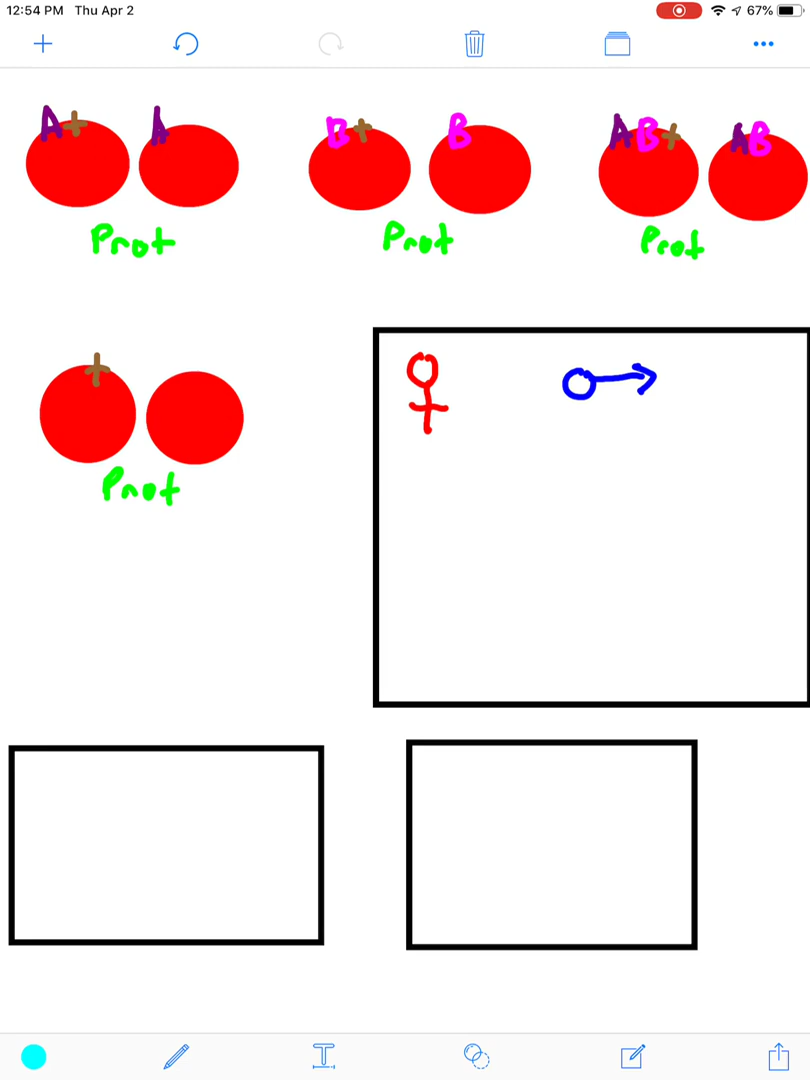 12:54 PM Thu Apr 2 67%
A+ A B+ B AB+ AB
Prot Prot Prot
+
Prot